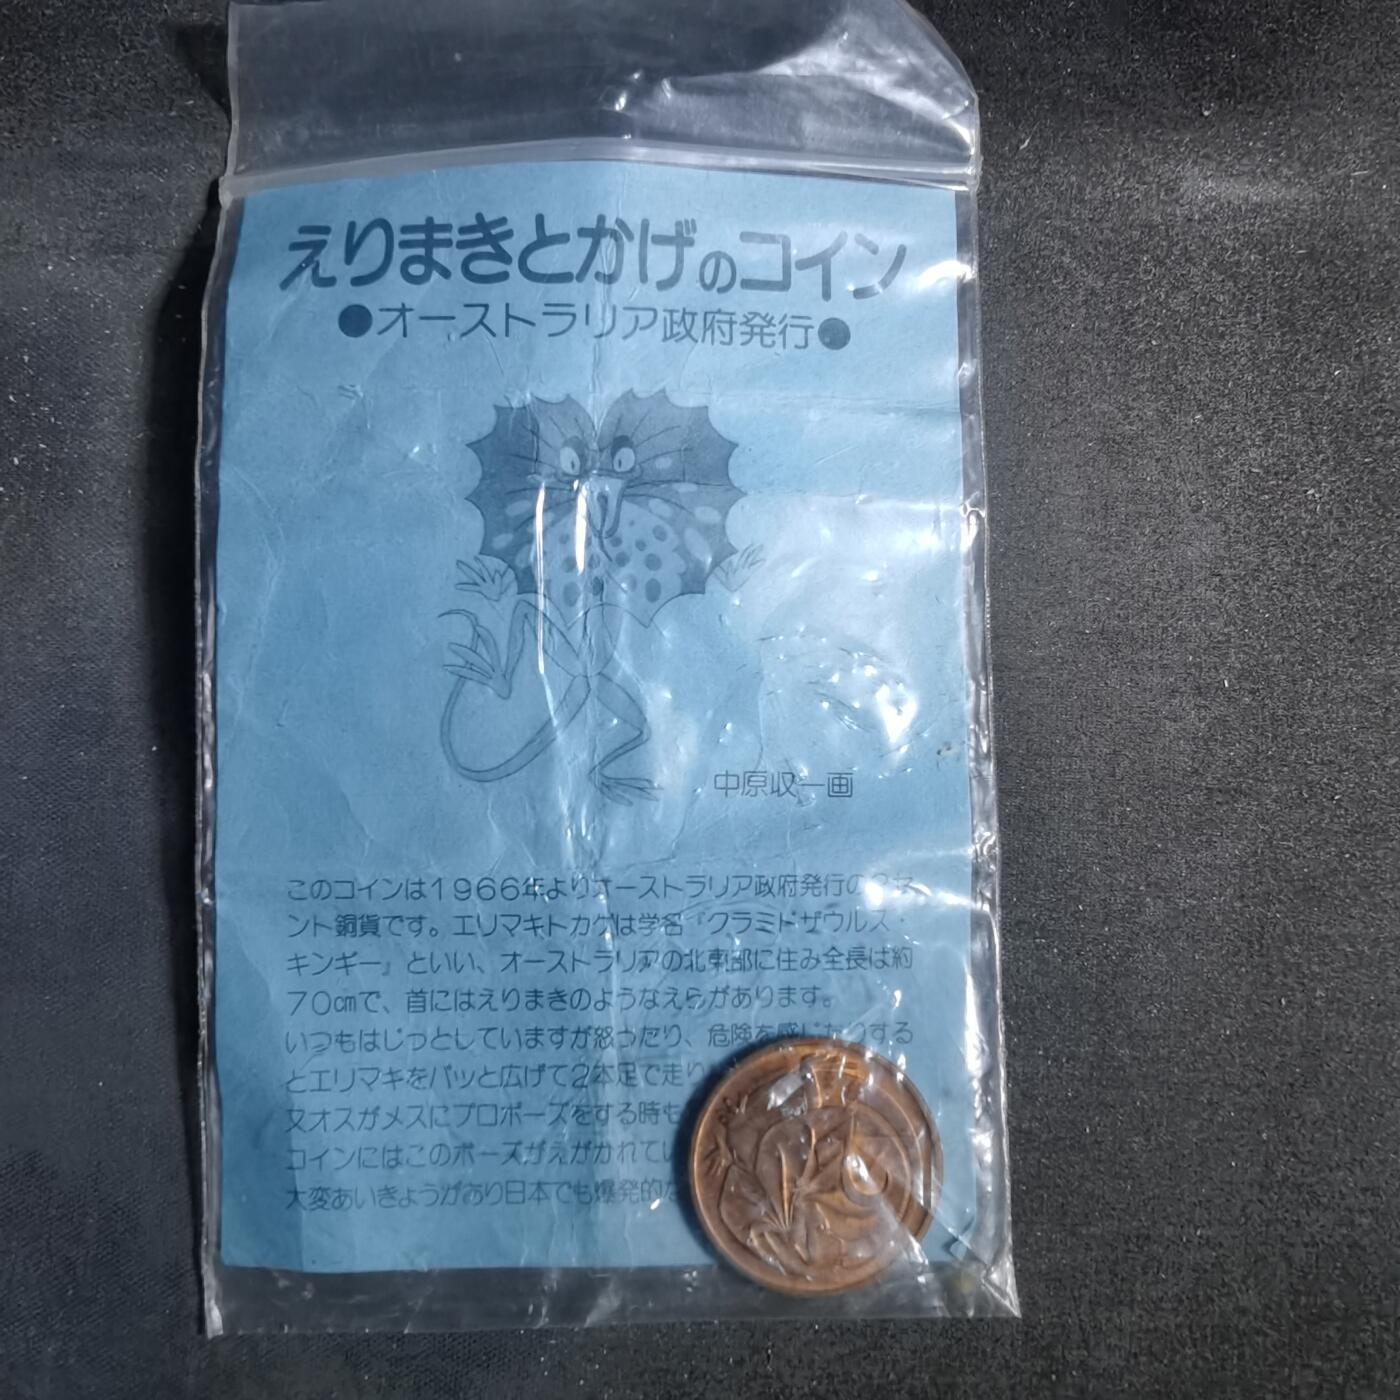 えりまきとかげのコイン
●オーストラリア政府発行●
中原収一画
このコインは1966年よりオーストラリア政府発行の2セ
ント銅貨です。エリマキトカゲは学名『クラミドザウルス・
キンギー』といい、オーストラリアの北東部に住み全長は約
70cmで、首にはえりまきのようなえらがあります。
いつもはじっとしていますが怒ったり、危険を感じたりする
とエリマキをパッと広げて2本足で走り
又オスがメスにプロポーズをする時も
コインにはこのポーズがえがかれてい
大変あいきょうがあり日本でも爆発的な